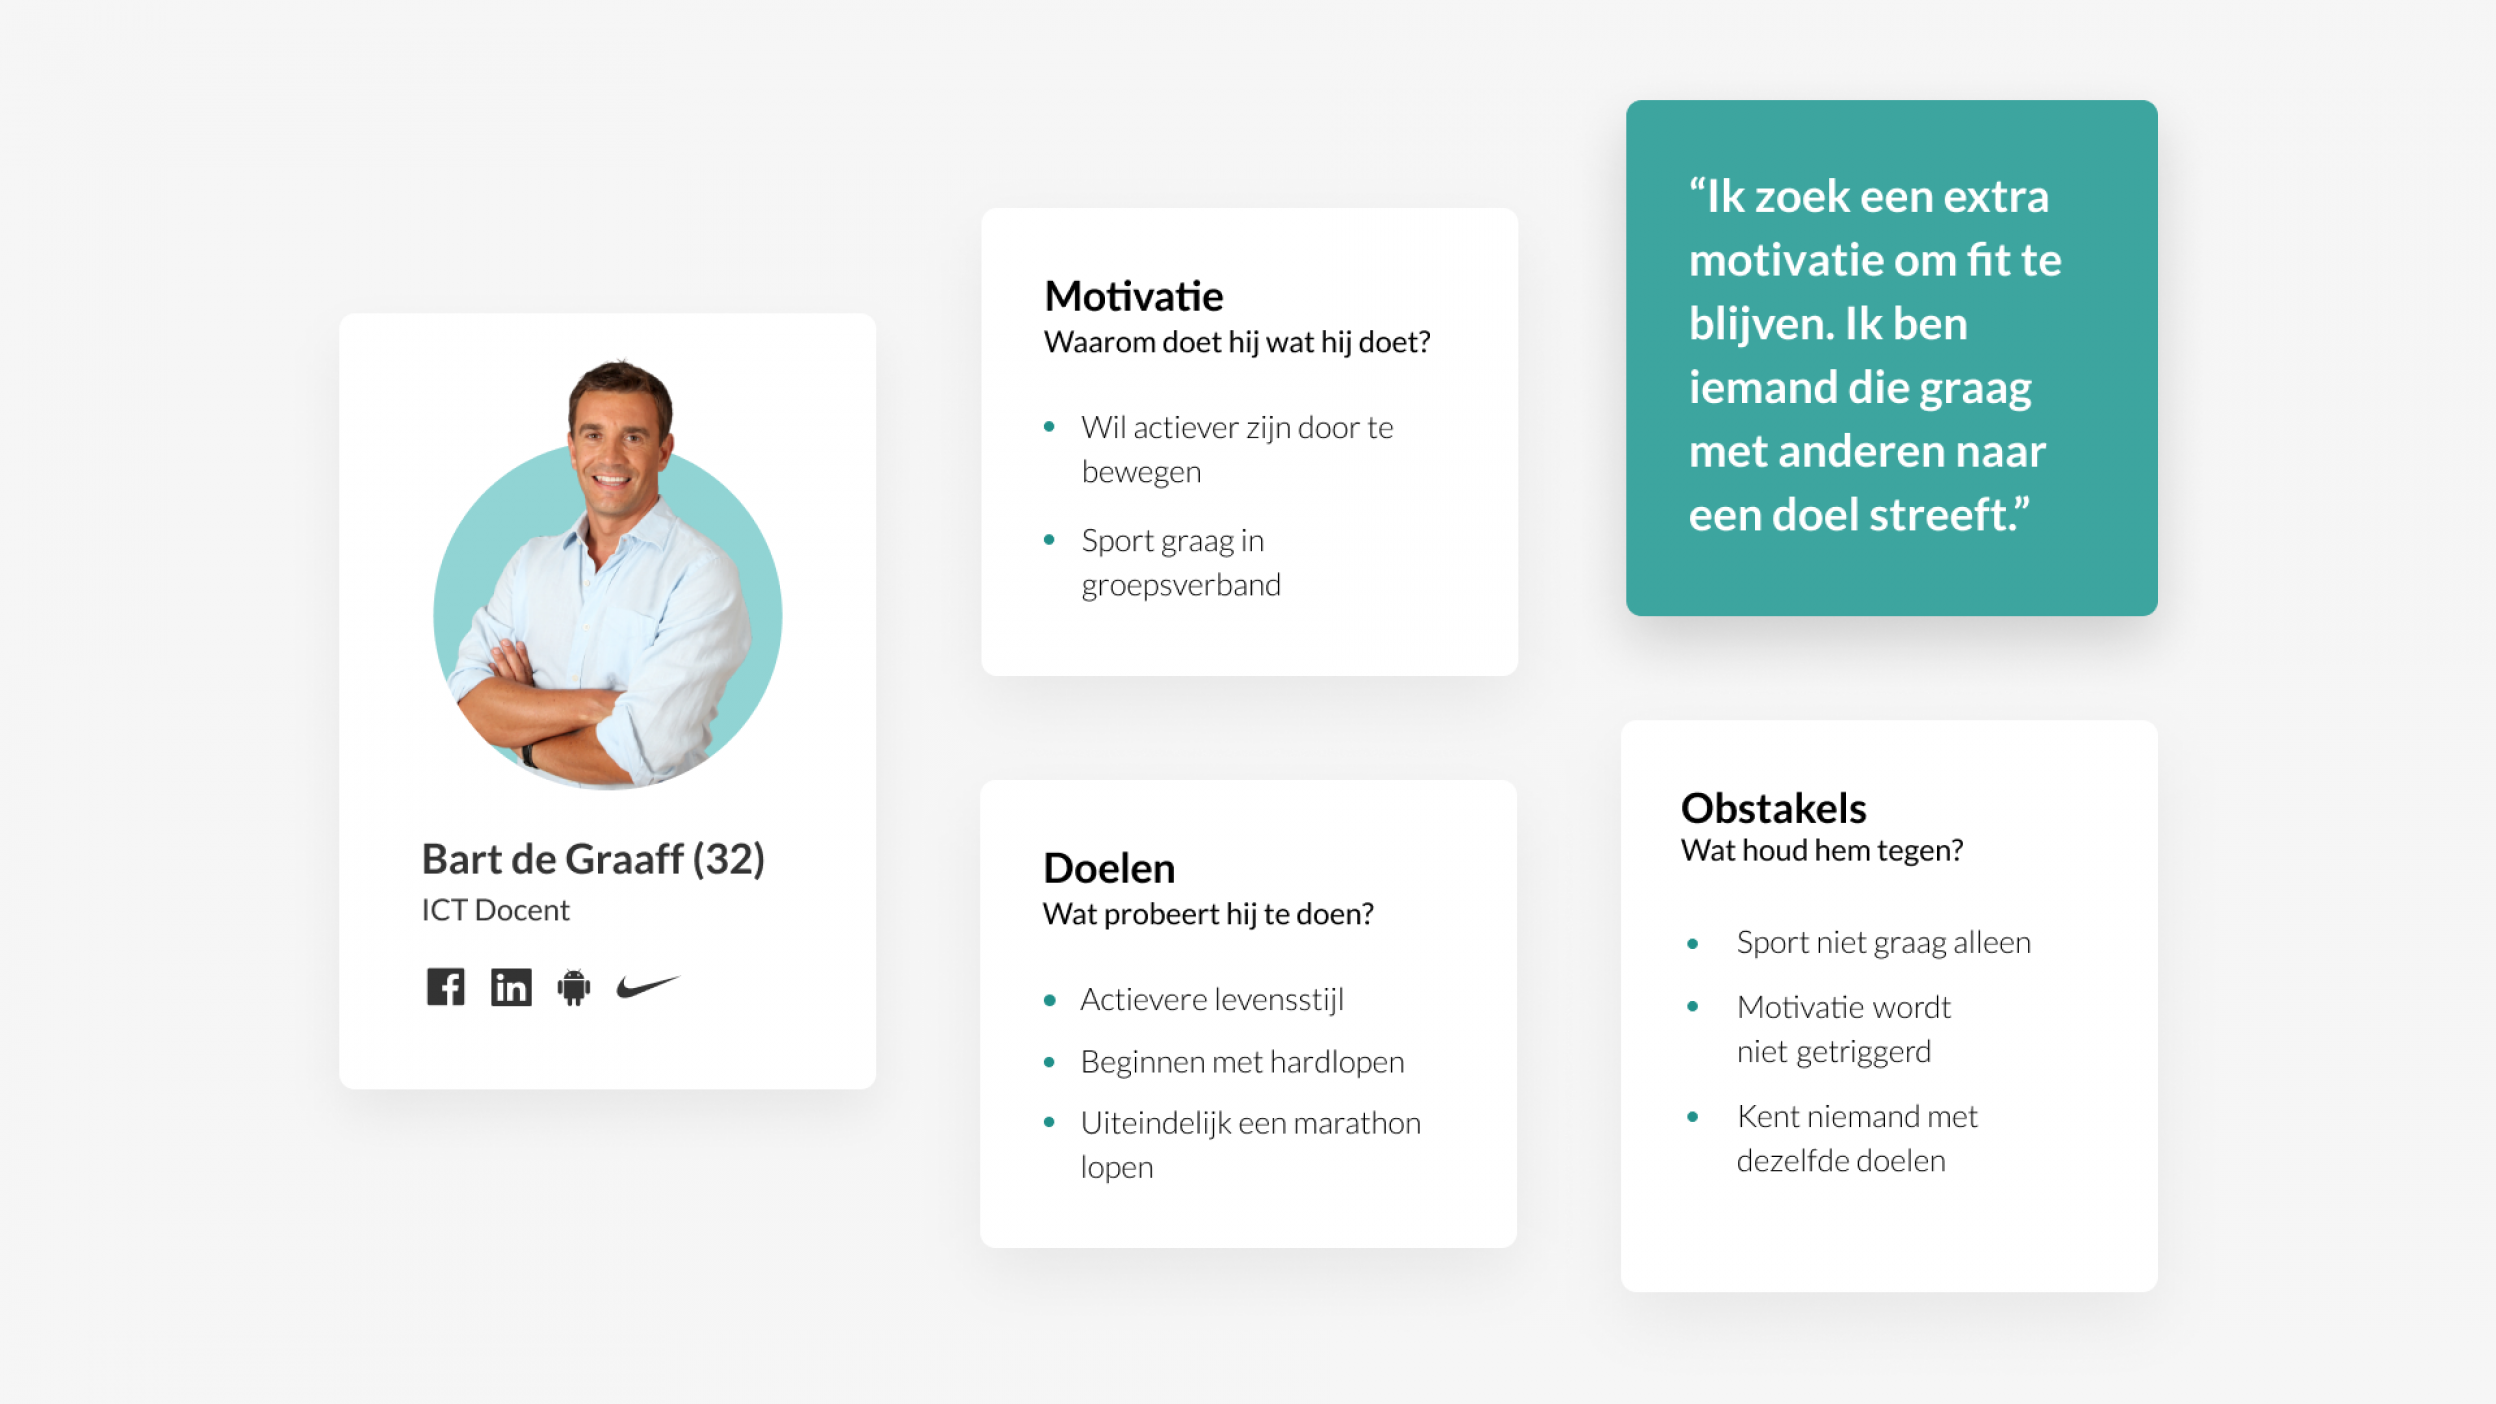 Bart de Graaff (32)
ICT Docent
Motivatie
Waarom doet hij wat hij doet?
Wil actiever zijn door te
bewegen
Sport graag in
groepsverband
Doelen
Wat probeert hij te doen?
Actievere levensstijl
Beginnen met hardlopen
Uiteindelijk een marathon
lopen
“Ik zoek een extra
motivatie om fit te
blijven. Ik ben
iemand die graag
met anderen naar
een doel streeft.”
Obstakels
Wat houd hem tegen?
Sport niet graag alleen
Motivatie wordt
niet getriggerd
Kent niemand met
dezelfde doelen